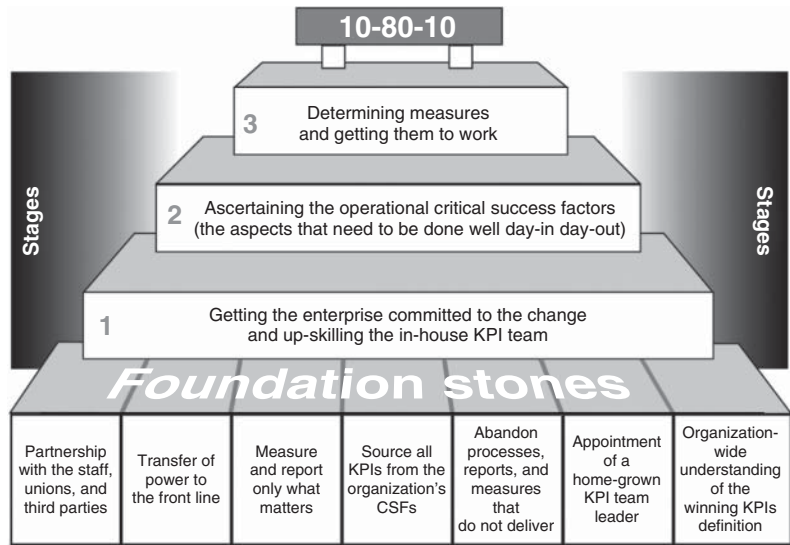 10-80-10
3
Determining measures
and getting them to work
2
Ascertaining the operational critical success factors
(the aspects that need to be done well day-in day-out)
Stages
Stages
1
Getting the enterprise committed to the change
and up-skilling the in-house KPI team
Foundation stones
Partnership
with the staff,
unions, and
third parties
Transfer of
power to
the front line
Measure
and report
only what
matters
Source all
KPIs from the
organization's
CSFs
Abandon
processes,
reports, and
measures
that
do not deliver
Appointment
of a
home-grown
KPI team
leader
Organization-
wide
understanding
of the
winning KPIs
definition